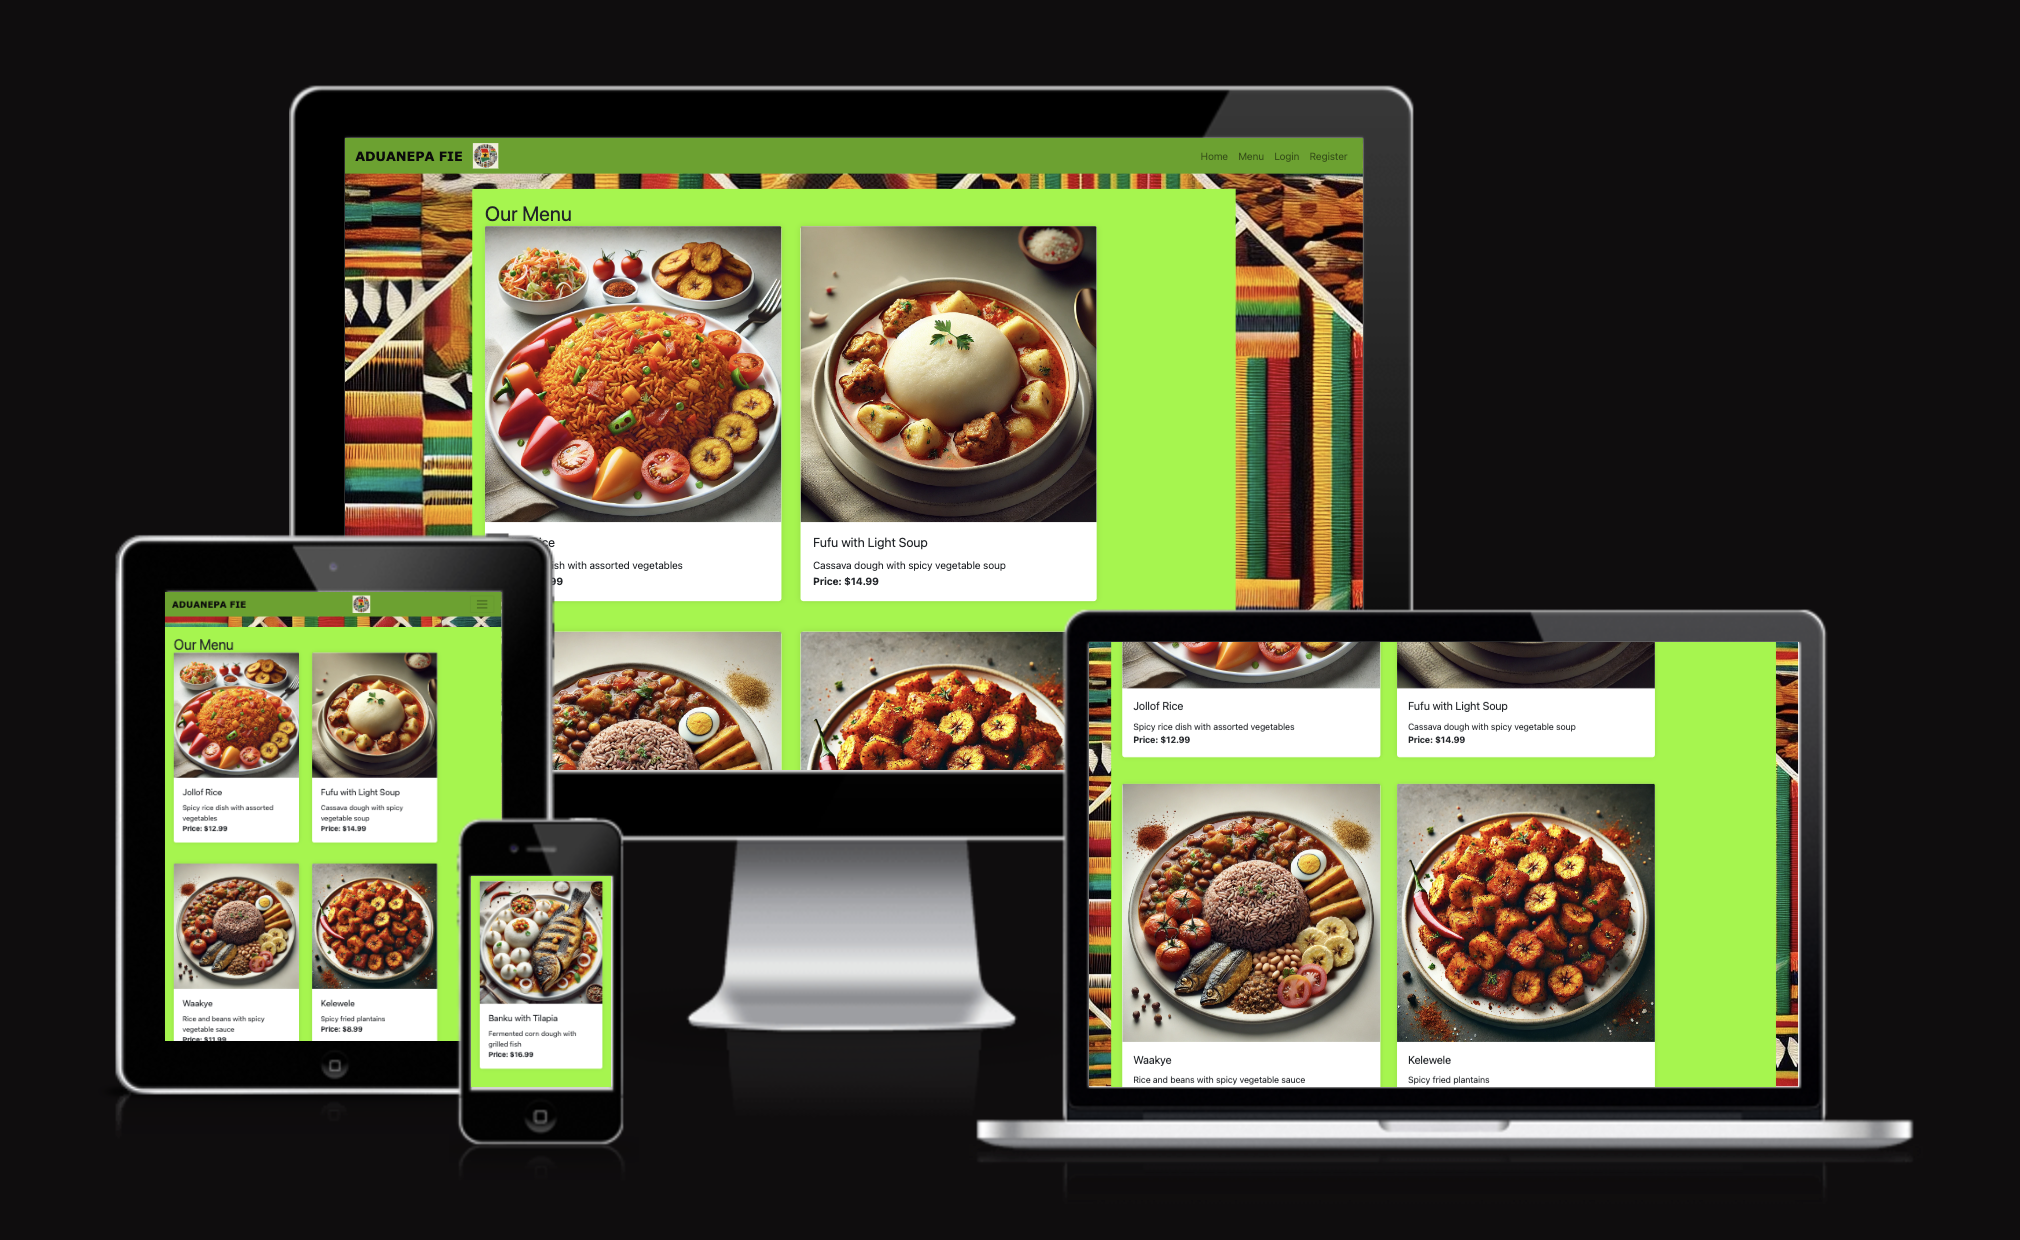 ADUANEPA FIE
Home Menu Login Register
Our Menu
ice
ish with assorted vegetables
99
Fufu with Light Soup
Cassava dough with spicy vegetable soup
Price: $14.99
ADUANEPA FIE
Our Menu
Jollof Rice
Spicy rice dish with assorted
vegetables
Price: $12.99
Fufu with Light Soup
Cassava dough with spicy
vegetable soup
Price: $14.99
Waakye
Rice and beans with spicy
vegetable sauce
Price: $11.99
Kelewele
Spicy fried plantains
Price: $8.99
Banku with Tilapia
Fermented corn dough with
grilled fish
Price: $16.99
Jollof Rice
Spicy rice dish with assorted vegetables
Price: $12.99
Fufu with Light Soup
Cassava dough with spicy vegetable soup
Price: $14.99
Waakye
Rice and beans with spicy vegetable sauce
Kelewele
Spicy fried plantains